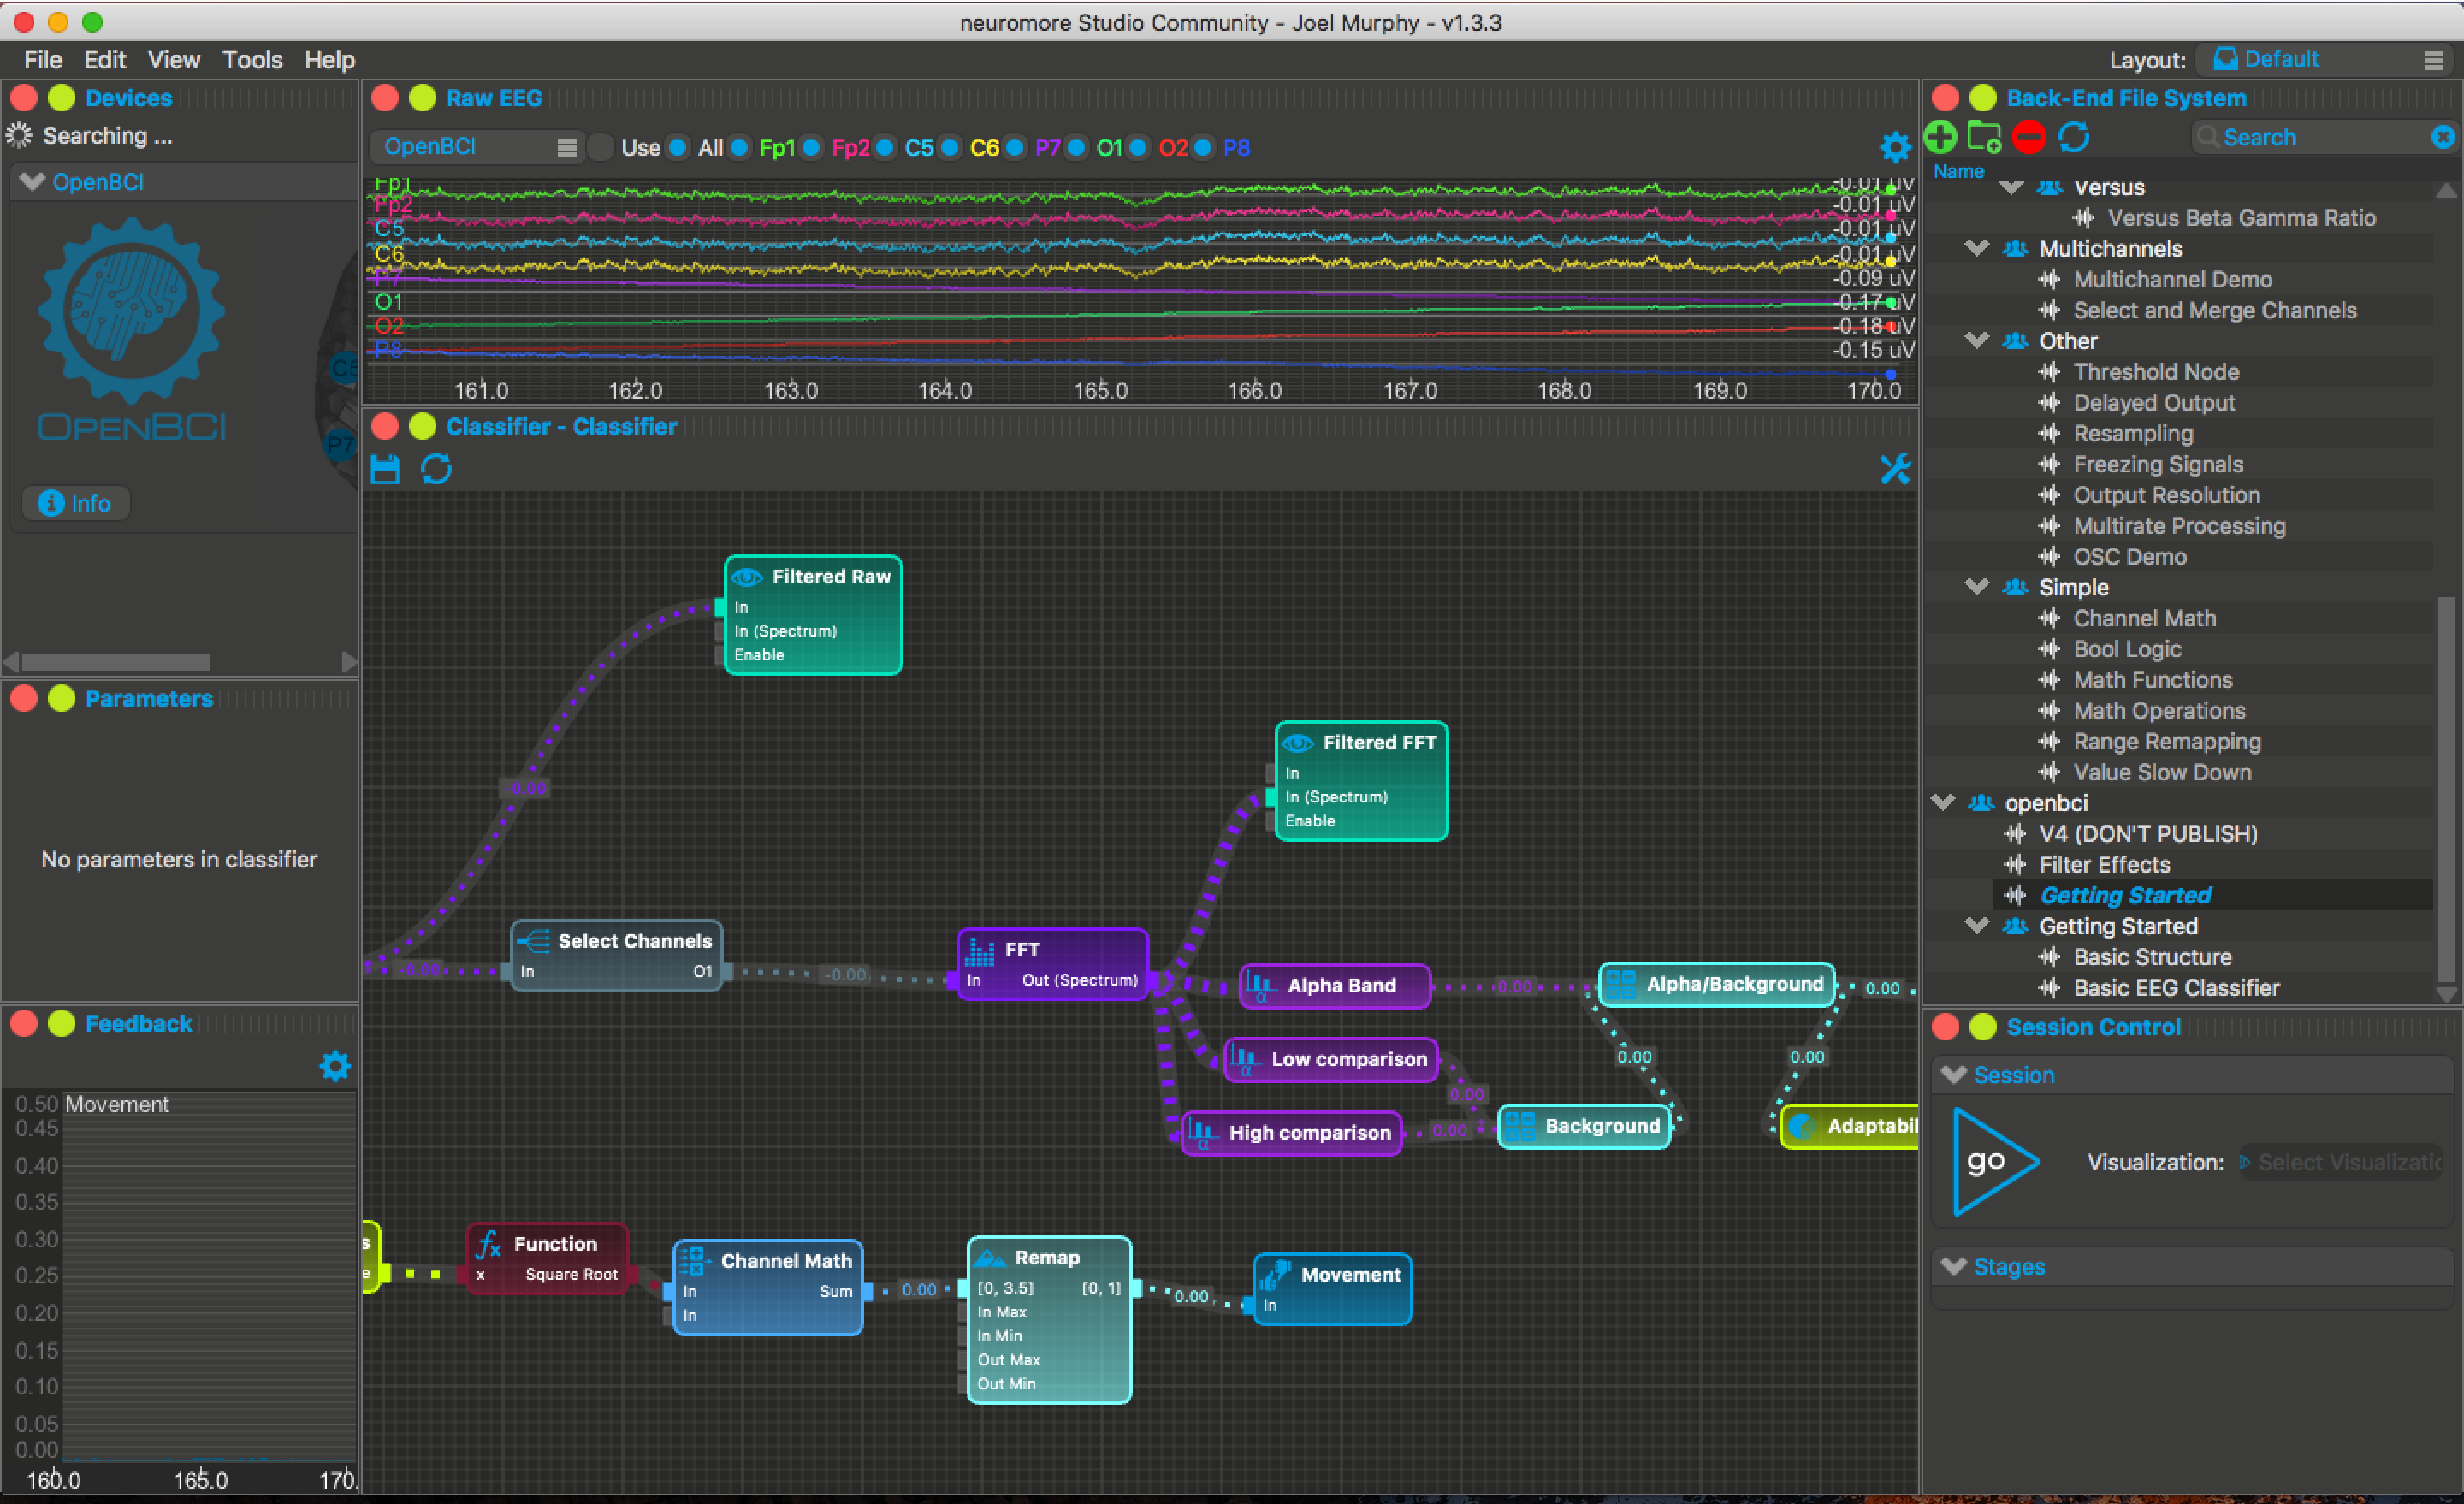 neuromore Studio Community - Joel Murphy - v1.3.3
File Edit View Tools Help
Layout: Default
Devices
Searching ...
OpenBCI
OPENBCI
C5
P7
Info
Parameters
No parameters in classifier
Feedback
0.50 Movement
0.45
0.40
0.35
0.30
0.25
0.20
0.15
0.10
0.05
0.00
160.0 165.0 170.
Raw EEG
OpenBCI Use All Fp1 Fp2 C5 C6 P7 O1 O2 P8
Fp1 -0.01 uV
Fp2 -0.01 uV
C5 -0.01 uV
C6 -0.01 uV
P7 -0.09 uV
O1 -0.17 uV
O2 -0.18 uV
P8 -0.15 uV
161.0 162.0 163.0 164.0 165.0 166.0 167.0 168.0 169.0 170.0
Classifier - Classifier
Filtered Raw
In
In (Spectrum)
Enable
-0.00
Filtered FFT
In
In (Spectrum)
Enable
-0.00
Select Channels
In O1
-0.00
FFT
In Out (Spectrum)
Alpha Band
0.00
Alpha/Background
0.00
Low comparison
0.00
0.00
0.00
High comparison
0.00
Background
Adaptabil
s
e
Function
x Square Root
Channel Math
In Sum
In
0.00
Remap
[0, 3.5] [0, 1]
In Max
In Min
Out Max
Out Min
0.00
Movement
In
Back-End File System
Search
Name
Versus
Versus Beta Gamma Ratio
Multichannels
Multichannel Demo
Select and Merge Channels
Other
Threshold Node
Delayed Output
Resampling
Freezing Signals
Output Resolution
Multirate Processing
OSC Demo
Simple
Channel Math
Bool Logic
Math Functions
Math Operations
Range Remapping
Value Slow Down
openbci
V4 (DON'T PUBLISH)
Filter Effects
Getting Started
Getting Started
Basic Structure
Basic EEG Classifier
Session Control
Session
go
Visualization: Select Visualizatic
Stages